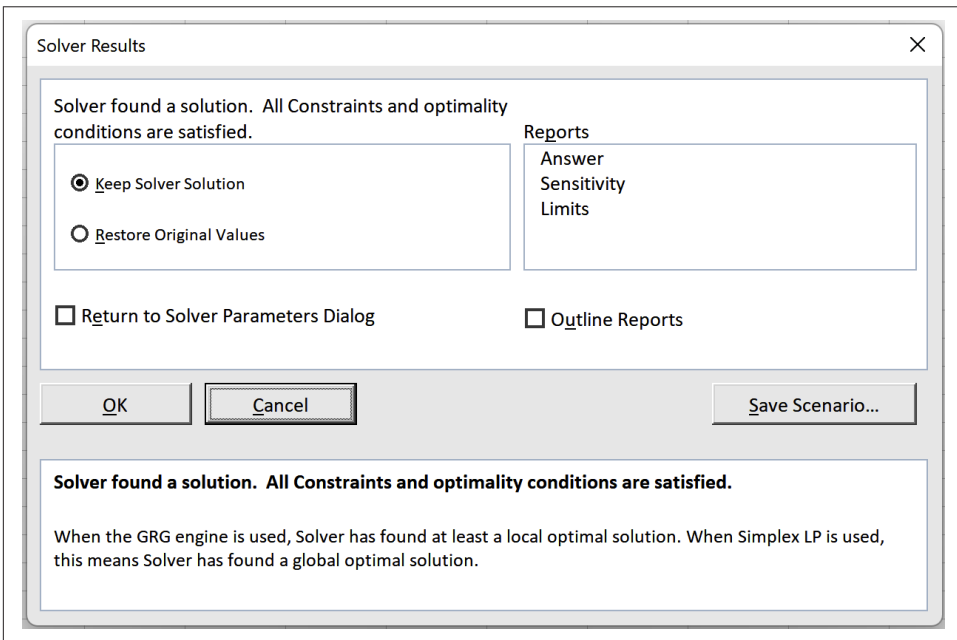 Solver Results
Solver found a solution.  All Constraints and optimality
conditions are satisfied.
Keep Solver Solution
Restore Original Values
Reports
Answer
Sensitivity
Limits
Return to Solver Parameters Dialog
Outline Reports
OK
Cancel
Save Scenario...
Solver found a solution.  All Constraints and optimality conditions are satisfied.
When the GRG engine is used, Solver has found at least a local optimal solution. When Simplex LP is used,
this means Solver has found a global optimal solution.